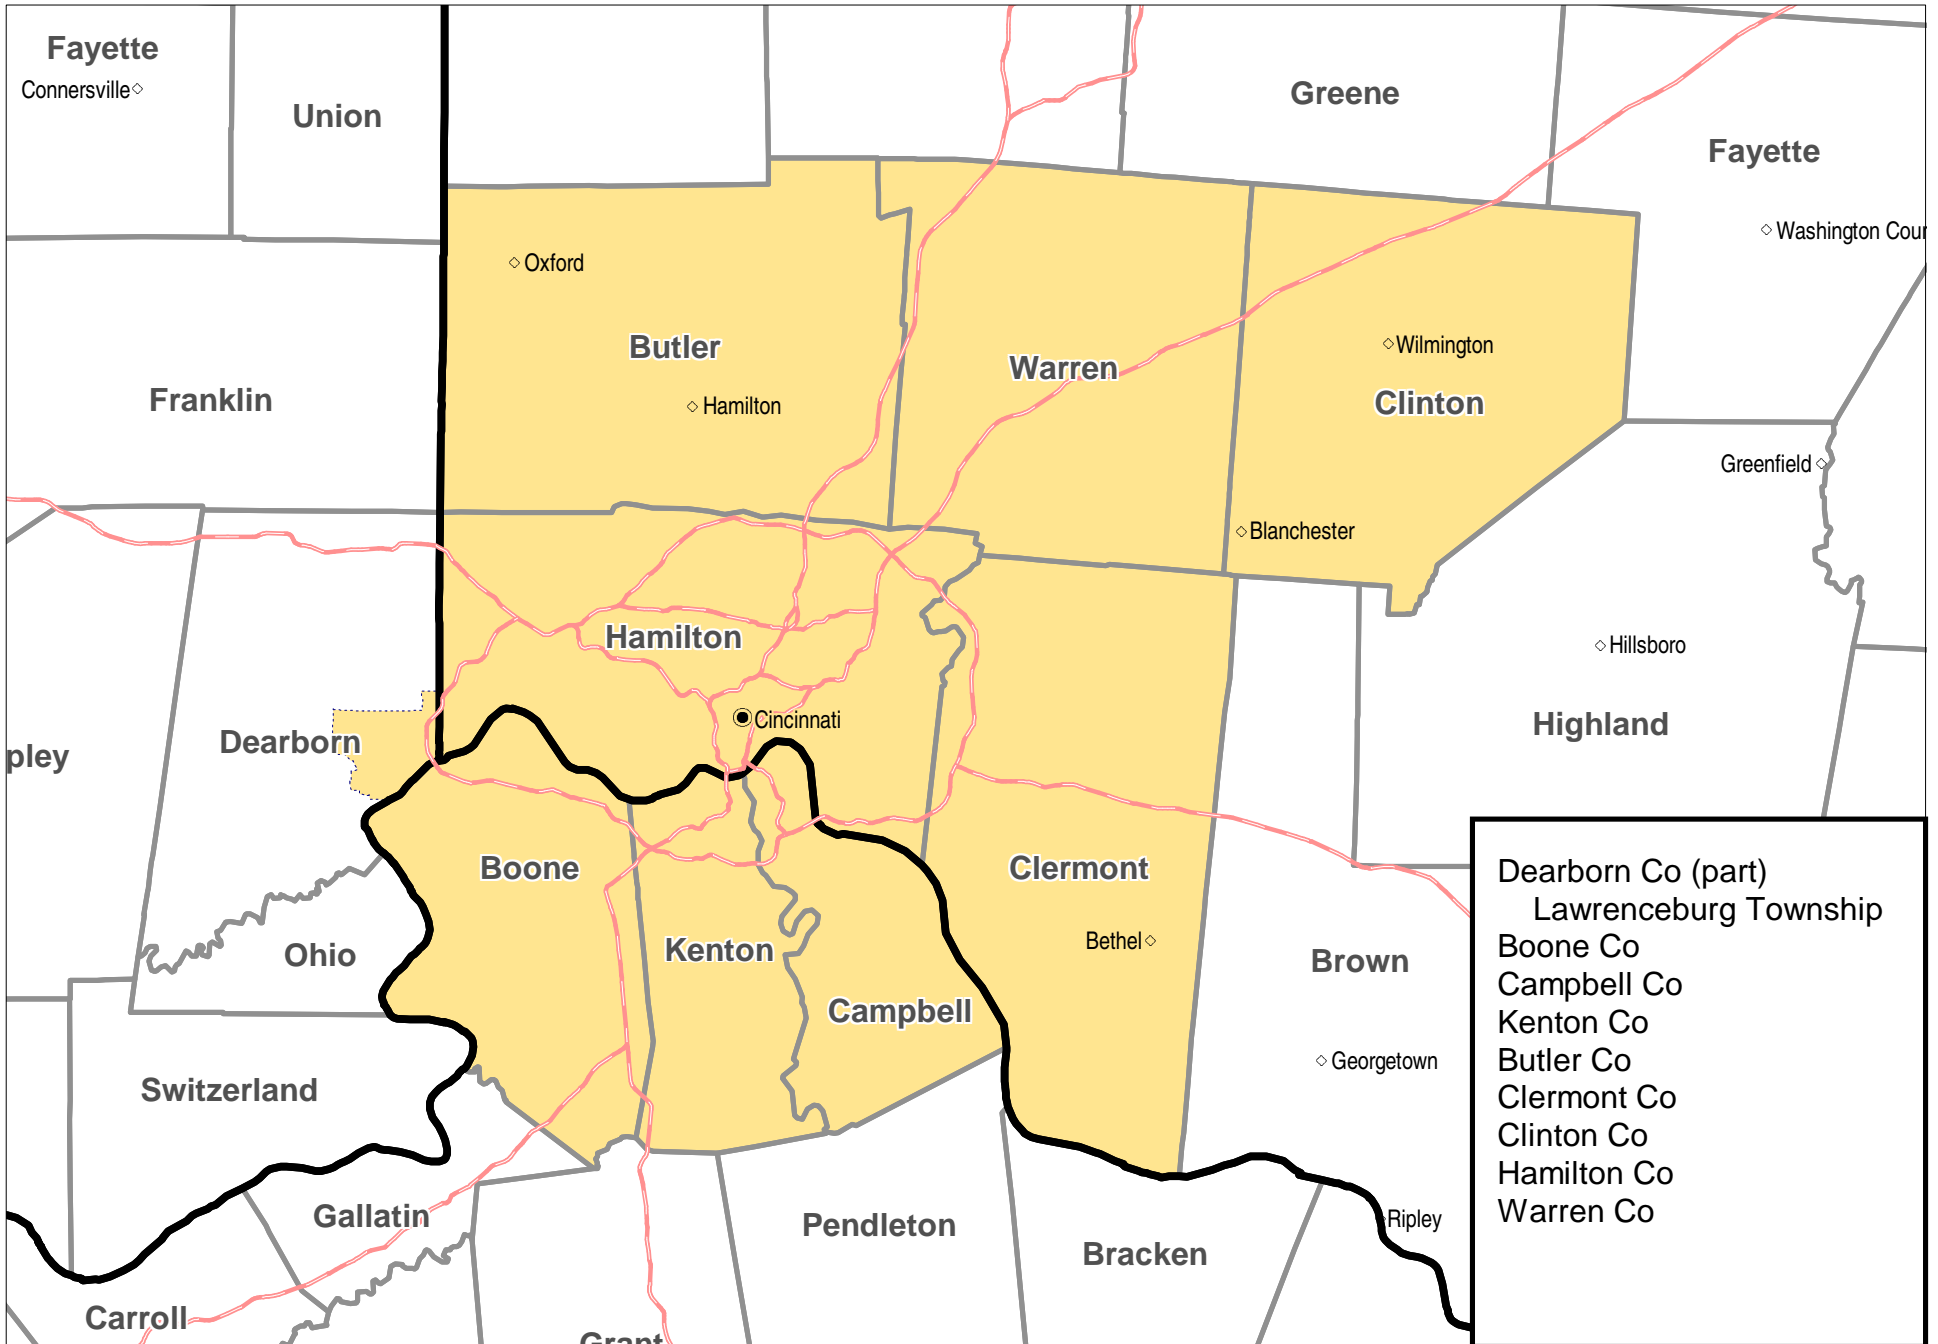 Fayette
Connersville
Union
Greene
Fayette
Washington Cour
Oxford
Butler
Hamilton
Warren
Wilmington
Clinton
Franklin
Greenfield
Blanchester
Hamilton
Hillsboro
Cincinnati
Highland
Dearborn
pley
Boone
Clermont
Bethel
Kenton
Ohio
Brown
Campbell
Georgetown
Switzerland
Gallatin
Pendleton
Ripley
Bracken
Carroll
Grant
Dearborn Co (part)
Lawrenceburg Township
Boone Co
Campbell Co
Kenton Co
Butler Co
Clermont Co
Clinton Co
Hamilton Co
Warren Co